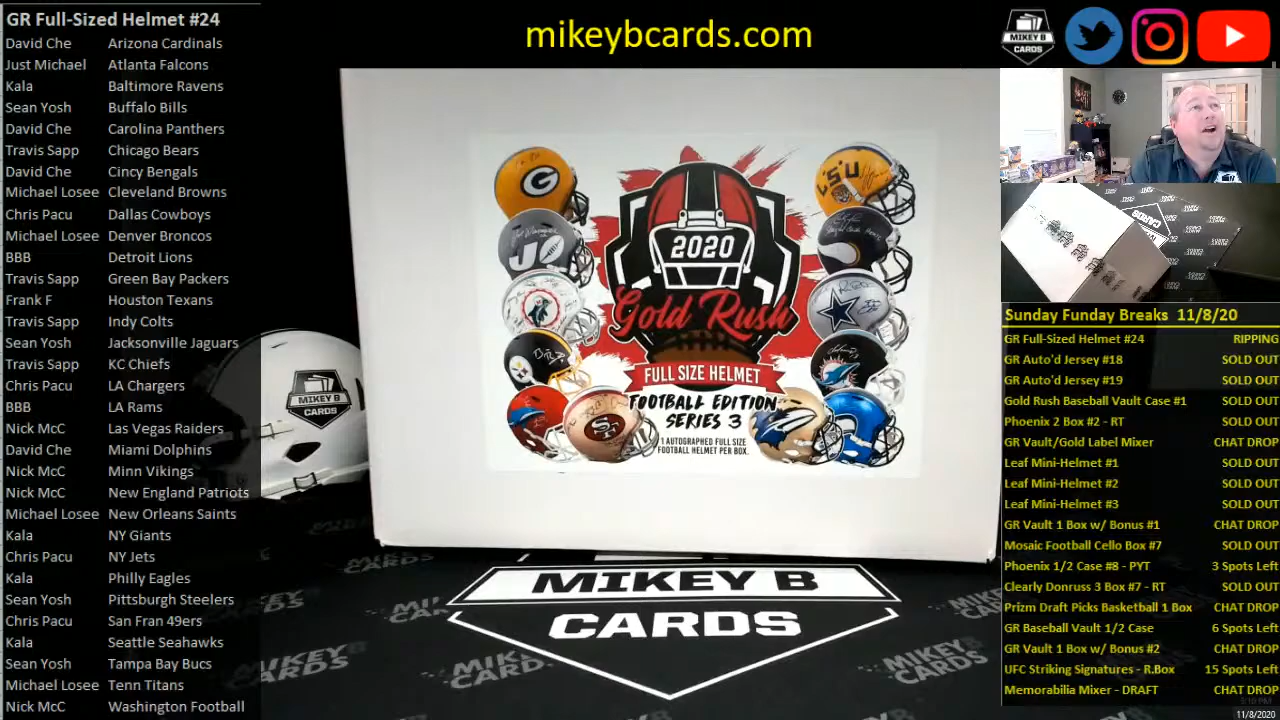 GR Full-Sized Helmet #24
David Che Arizona Cardinals
Just Michael Atlanta Falcons
Kala Baltimore Ravens
Sean Yosh Buffalo Bills
David Che Carolina Panthers
Travis Sapp Chicago Bears
David Che Cincy Bengals
Michael Losee Cleveland Browns
Chris Pacu Dallas Cowboys
Michael Losee Denver Broncos
BBB Detroit Lions
Travis Sapp Green Bay Packers
Frank F Houston Texans
Travis Sapp Indy Colts
Sean Yosh Jacksonville Jaguars
Travis Sapp KC Chiefs
Chris Pacu LA Chargers
BBB LA Rams
Nick McC Las Vegas Raiders
David Che Miami Dolphins
Nick McC Minn Vikings
Nick McC New England Patriots
Michael Losee New Orleans Saints
Kala NY Giants
Chris Pacu NY Jets
Kala Philly Eagles
Sean Yosh Pittsburgh Steelers
Chris Pacu San Fran 49ers
Kala Seattle Seahawks
Sean Yosh Tampa Bay Bucs
Michael Losee Tenn Titans
Nick McC Washington Football
mikeybcards.com
G
LSU
JO
SF
2020
Gold Rush
FULL SIZE HELMET
FOOTBALL EDITION
SERIES 3
1 AUTOGRAPHED FULL SIZE
FOOTBALL HELMET PER BOX.
MIKEY B
CARDS
MIKEY B
CARDS
MIKEY B
CARDS
CARDS
Sunday Funday Breaks 11/8/20
GR Full-Sized Helmet #24 RIPPING
GR Auto'd Jersey #18 SOLD OUT
GR Auto'd Jersey #19 SOLD OUT
Gold Rush Baseball Vault Case #1 SOLD OUT
Phoenix 2 Box #2 - RT SOLD OUT
GR Vault/Gold Label Mixer CHAT DROP
Leaf Mini-Helmet #1 SOLD OUT
Leaf Mini-Helmet #2 SOLD OUT
Leaf Mini-Helmet #3 SOLD OUT
GR Vault 1 Box w/ Bonus #1 CHAT DROP
Mosaic Football Cello Box #7 SOLD OUT
Phoenix 1/2 Case #8 - PYT 3 Spots Left
Clearly Donruss 3 Box #7 - RT SOLD OUT
Prizm Draft Picks Basketball 1 Box CHAT DROP
GR Baseball Vault 1/2 Case 6 Spots Left
GR Vault 1 Box w/ Bonus #2 CHAT DROP
UFC Striking Signatures - R.Box 15 Spots Left
Memorabilia Mixer - DRAFT CHAT DROP
5:10 PM
11/8/2020